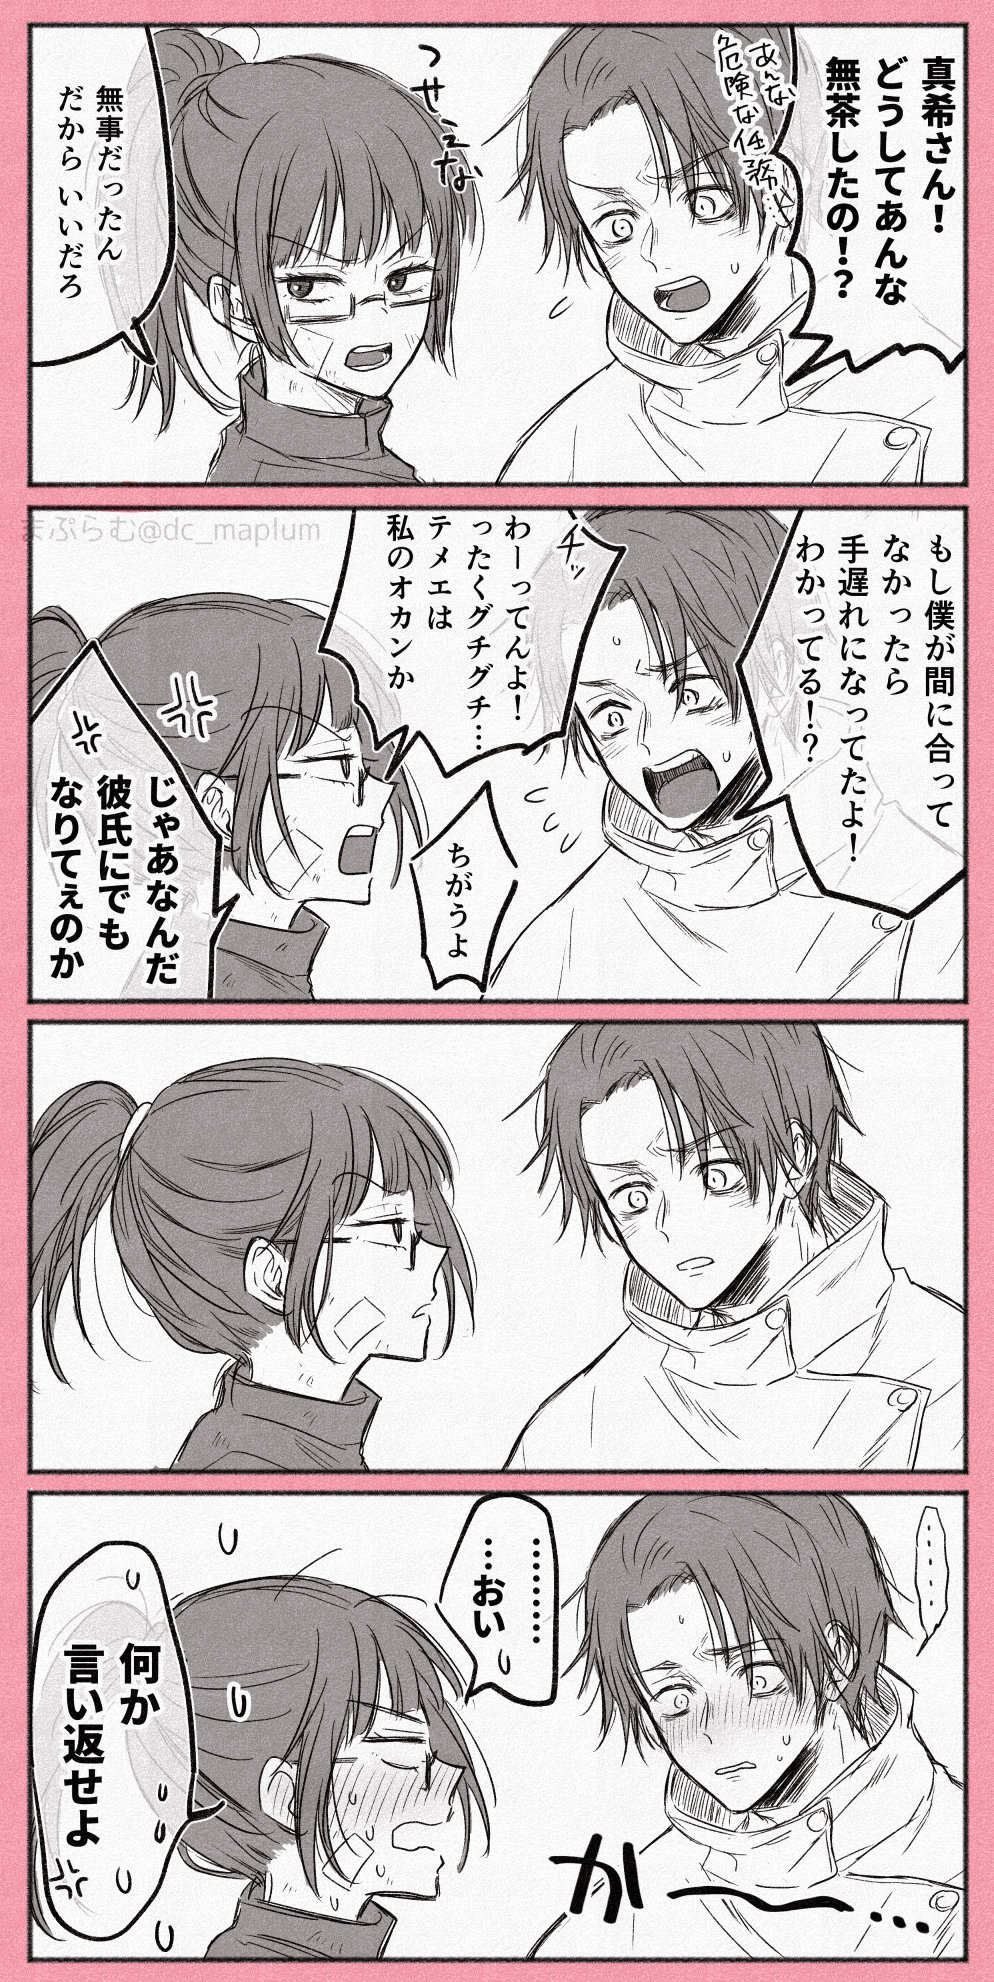 真希さん！
どうしてあんな
無茶したの！？
あんな
危険な任務…
うっせぇな
無事だったん
だから いいだろ
まぷらむ@dc_maplum
もし僕が間に合って
なかったら
手遅れになってたよ！
わかってる！？
チッ
わーってんよ！
ったくグチグチ…
テメエは
私のオカンか
ちがうよ
じゃあなんだ
彼氏にでも
なりてぇのか
……
………
…おい
何か
言い返せよ
かーー…